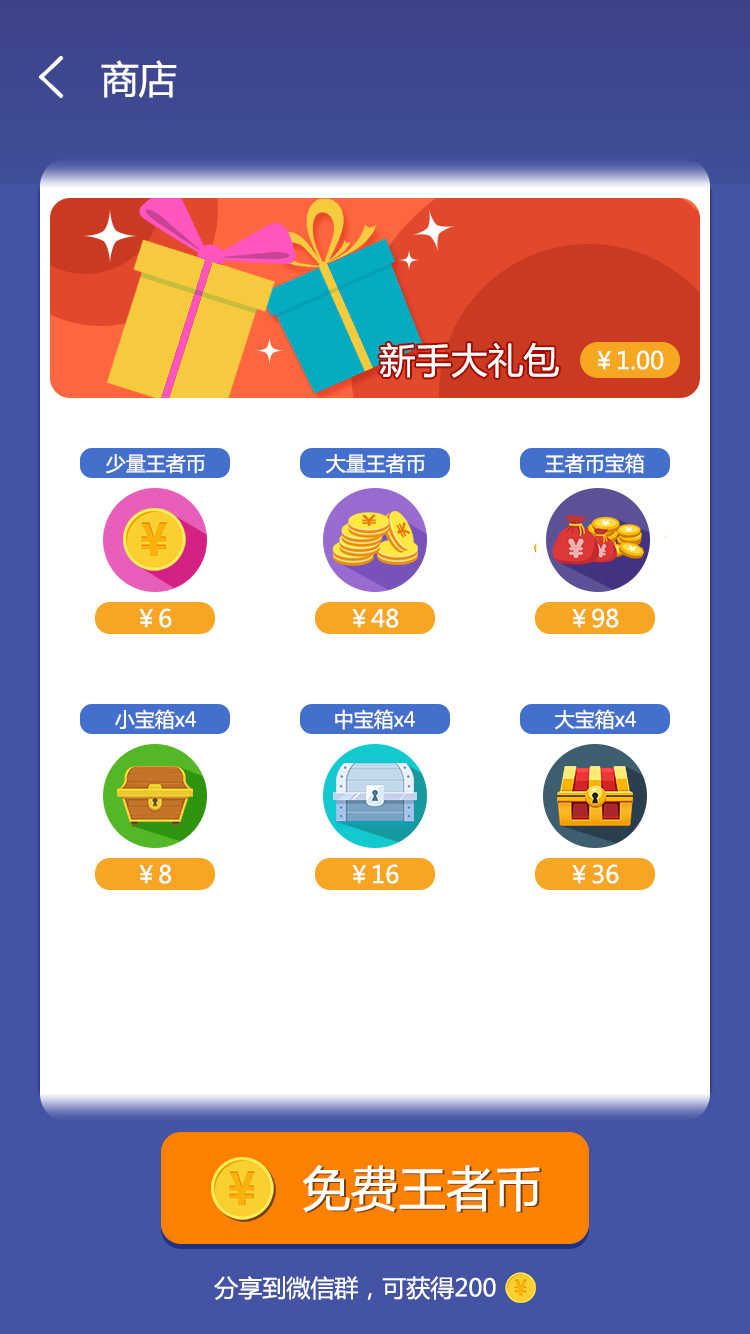 商店
新手大礼包 ¥1.00
少量王者币 大量王者币 王者币宝箱
¥6 ¥48 ¥98
小宝箱x4 中宝箱x4 大宝箱x4
¥8 ¥16 ¥36
免费王者币
分享到微信群，可获得200